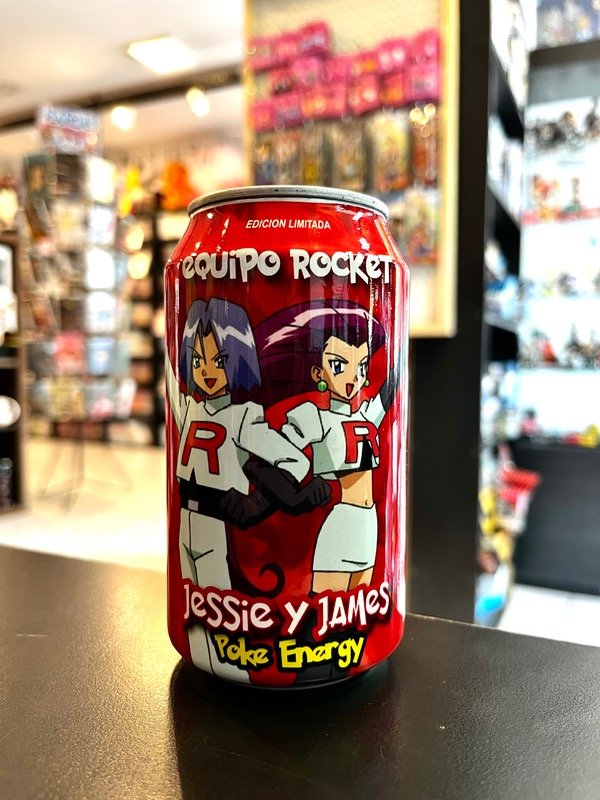 EDICION LIMITADA
EQUIPO ROCKET
R R
JESSIE Y JAMES
Poke Energy